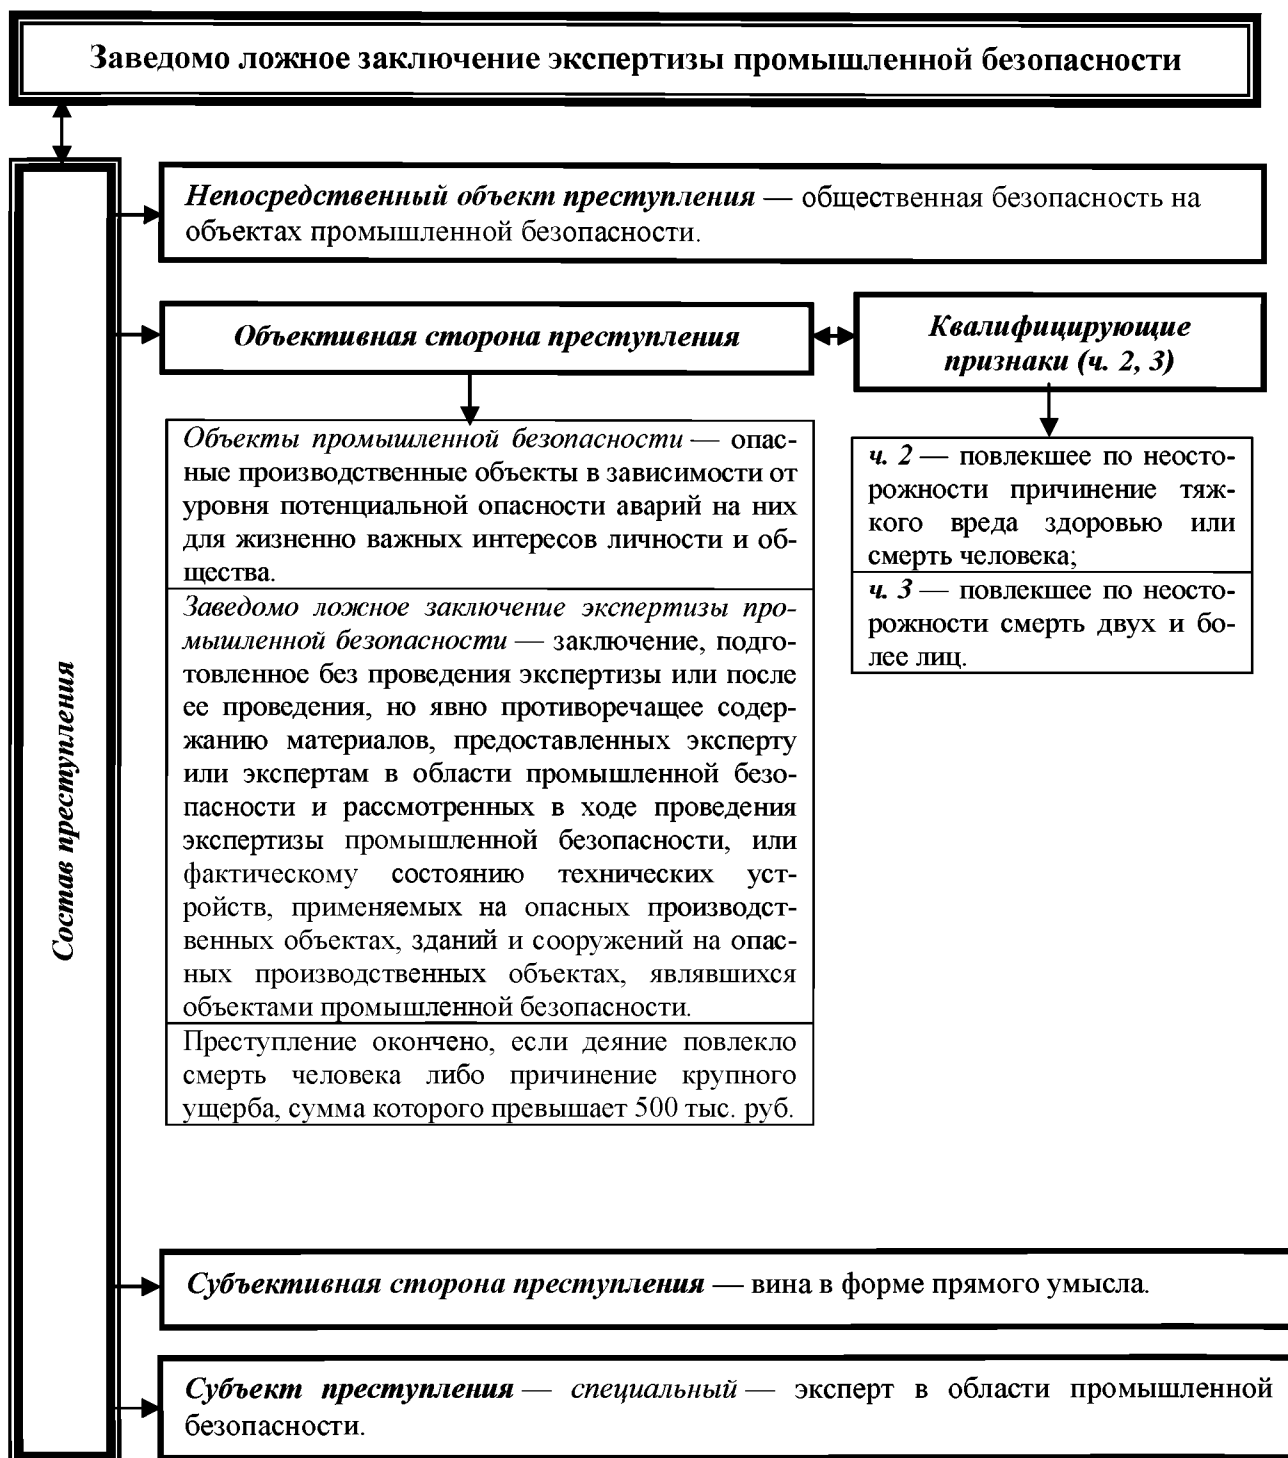 Заведомо ложное заключение экспертизы промышленной безопасности
Состав преступления
Непосредственный объект преступления — общественная безопасность на
объектах промышленной безопасности.
Объективная сторона преступления
Квалифицирующие
признаки (ч. 2, 3)
Объекты промышленной безопасности — опас-
ные производственные объекты в зависимости от
уровня потенциальной опасности аварий на них
для жизненно важных интересов личности и об-
щества.
Заведомо ложное заключение экспертизы про-
мышленной безопасности — заключение, подго-
товленное без проведения экспертизы или после
ее проведения, но явно противоречащее содер-
жанию материалов, предоставленных эксперту
или экспертам в области промышленной безо-
пасности и рассмотренных в ходе проведения
экспертизы промышленной безопасности, или
фактическому состоянию технических уст-
ройств, применяемых на опасных производст-
венных объектах, зданий и сооружений на опас-
ных производственных объектах, являвшихся
объектами промышленной безопасности.
Преступление окончено, если деяние повлекло
смерть человека либо причинение крупного
ущерба, сумма которого превышает 500 тыс. руб.
ч. 2 — повлекшее по неосто-
рожности причинение тяж-
кого вреда здоровью или
смерть человека;
ч. 3 — повлекшее по неосто-
рожности смерть двух и бо-
лее лиц.
Субъективная сторона преступления — вина в форме прямого умысла.
Субъект преступления — специальный — эксперт в области промышленной
безопасности.